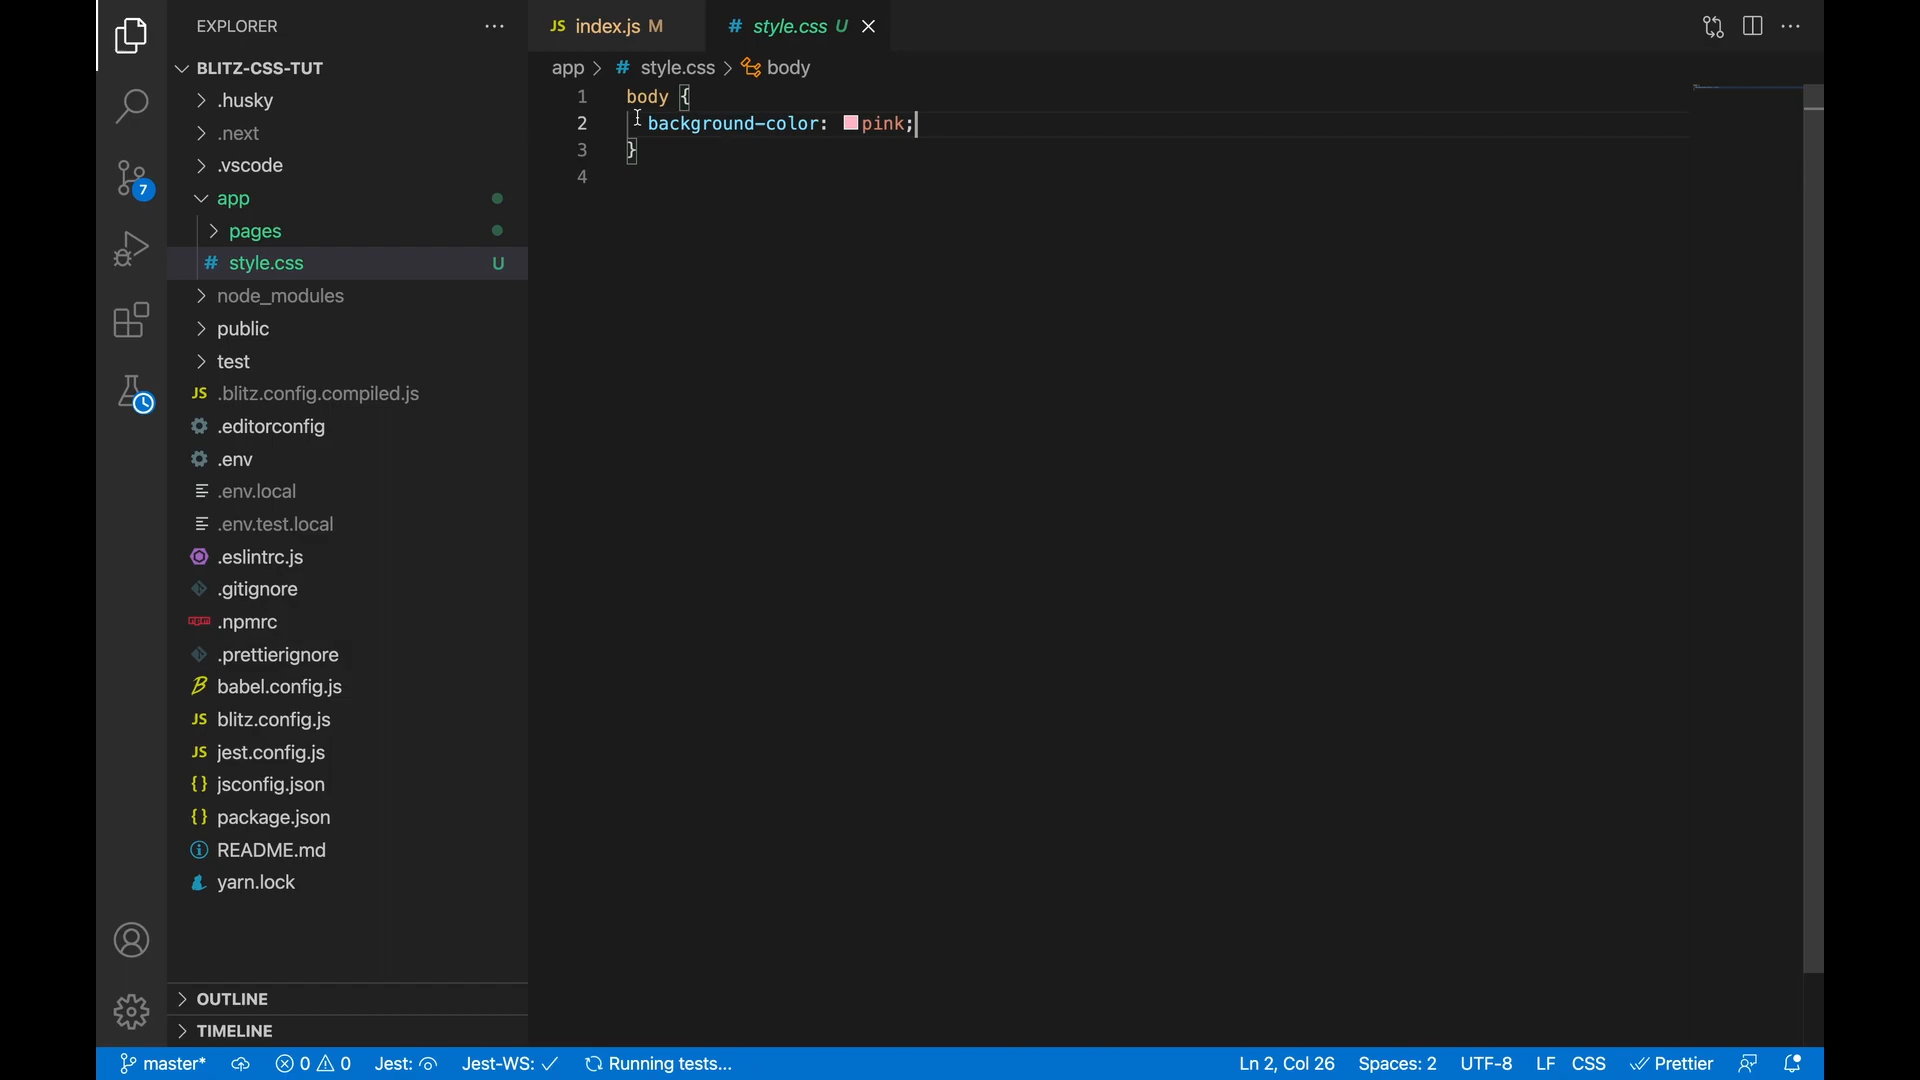 EXPLORER
BLITZ-CSS-TUT
.husky
.next
.vscode
app
pages
# style.css U
node_modules
public
test
JS .blitz.config.compiled.js
.editorconfig
.env
.env.local
.env.test.local
.eslintrc.js
.gitignore
npm .npmrc
.prettierignore
babel.config.js
JS blitz.config.js
JS jest.config.js
{} jsconfig.json
{} package.json
README.md
yarn.lock
OUTLINE
TIMELINE
7
JS index.js M
# style.css U
app > # style.css > body
1 body {
2 background-color: pink;
3 }
4
master* 0 0 Jest: Jest-WS: Running tests... Ln 2, Col 26 Spaces: 2 UTF-8 LF CSS Prettier